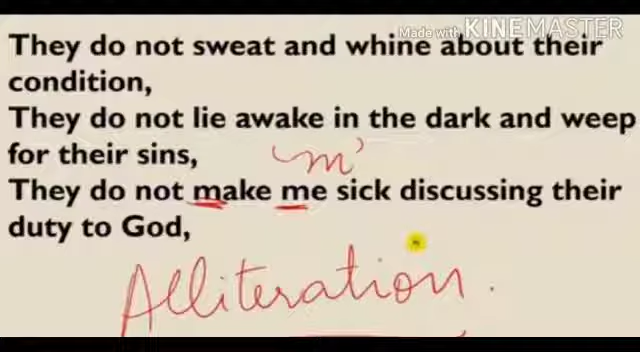 Made with KINEMASTER
They do not sweat and whine about their
condition,
They do not lie awake in the dark and weep
for their sins,
'm'
They do not make me sick discussing their
duty to God,
Alliteration.